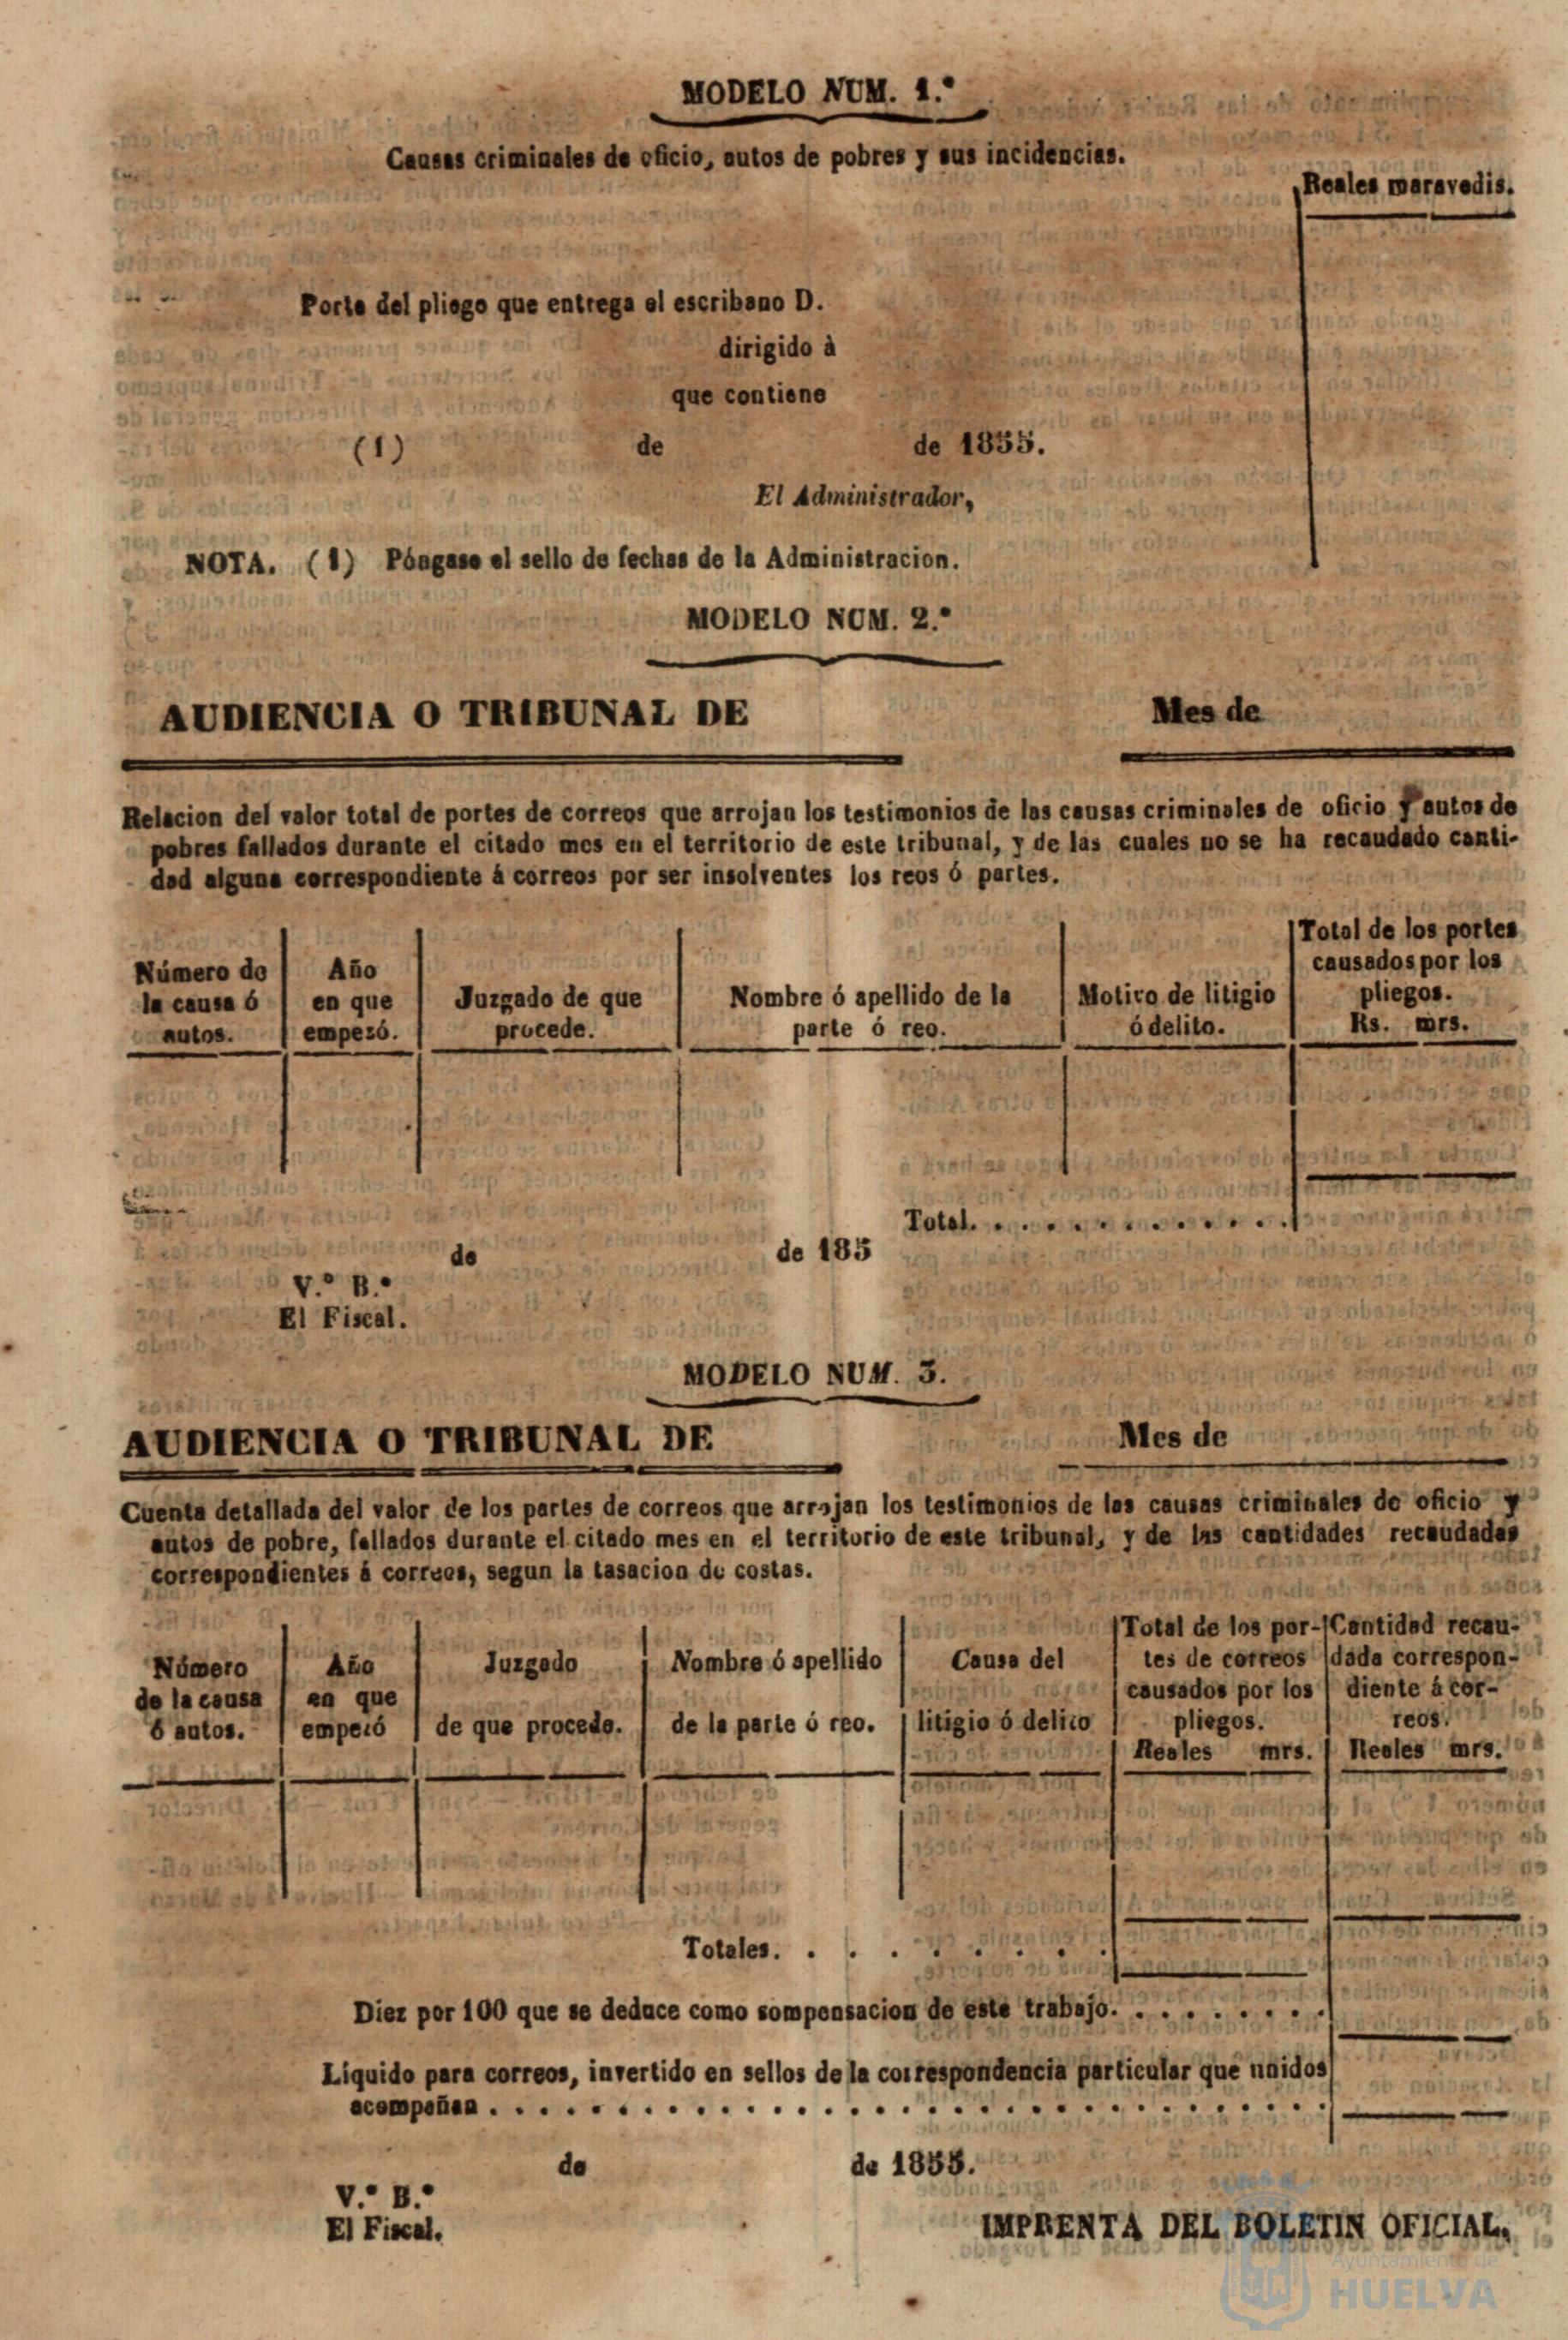 MODELO NUM. 1.º
Causas criminales de oficio, autos de pobres y sus incidencias.
Reales maravedis.
Porte del pliego que entrega el escribano D.
dirigido à
que contiene
(1) de de 1855.
El Administrador,
NOTA. (1) Póngase el sello de fechas de la Administracion.
MODELO NUM. 2.º
AUDIENCIA O TRIBUNAL DE Mes de
Relacion del valor total de portes de correos que arrojan los testimonios de las causas criminales de oficio y autos de
pobres fallados durante el citado mes en el territorio de este tribunal, y de las cuales no se ha recaudado canti-
dad alguna correspondiente á correos por ser insolventes los reos ó partes.
Número de
la causa ó
autos.
Año
en que
empezó.
Juzgado de que
procede.
Nombre ó apellido de la
parte ó reo.
Motivo de litigio
ó delito.
Total de los portes
causados por los
pliegos.
Rs. mrs.
Total. . . . . . . . . . . . .
de de 185
V.º B.º
El Fiscal.
MODELO NUM. 3.
AUDIENCIA O TRIBUNAL DE Mes de
Cuenta detallada del valor de los partes de correos que arrojan los testimonios de las causas criminales de oficio y
autos de pobre, fallados durante el citado mes en el territorio de este tribunal, y de las cantidades recaudadas
correspondientes á correos, segun la tasacion de costas.
Número
de la causa
ó autos.
Año
en que
empezó
Juzgado
de que procede.
Nombre ó apellido
de la parte ó reo.
Causa del
litigio ó delito
Total de los por-
tes de correos
causados por los
pliegos.
Reales mrs.
Cantidad recau-
dada correspon-
diente á cor-
reos.
Reales mrs.
Totales. . . . . . . . .
Diez por 100 que se deduce como sompensacion de este trabajo. . . . . . . . .
Líquido para correos, invertido en sellos de la correspondencia particular que unidos
acompañan . . . . . . . . . . . . . . . . . . . . . . . . . . . . . . . . .
de de 1855.
V.º B.º
El Fiscal.
IMPRENTA DEL BOLETIN OFICIAL.
Ayuntamiento de
HUELVA